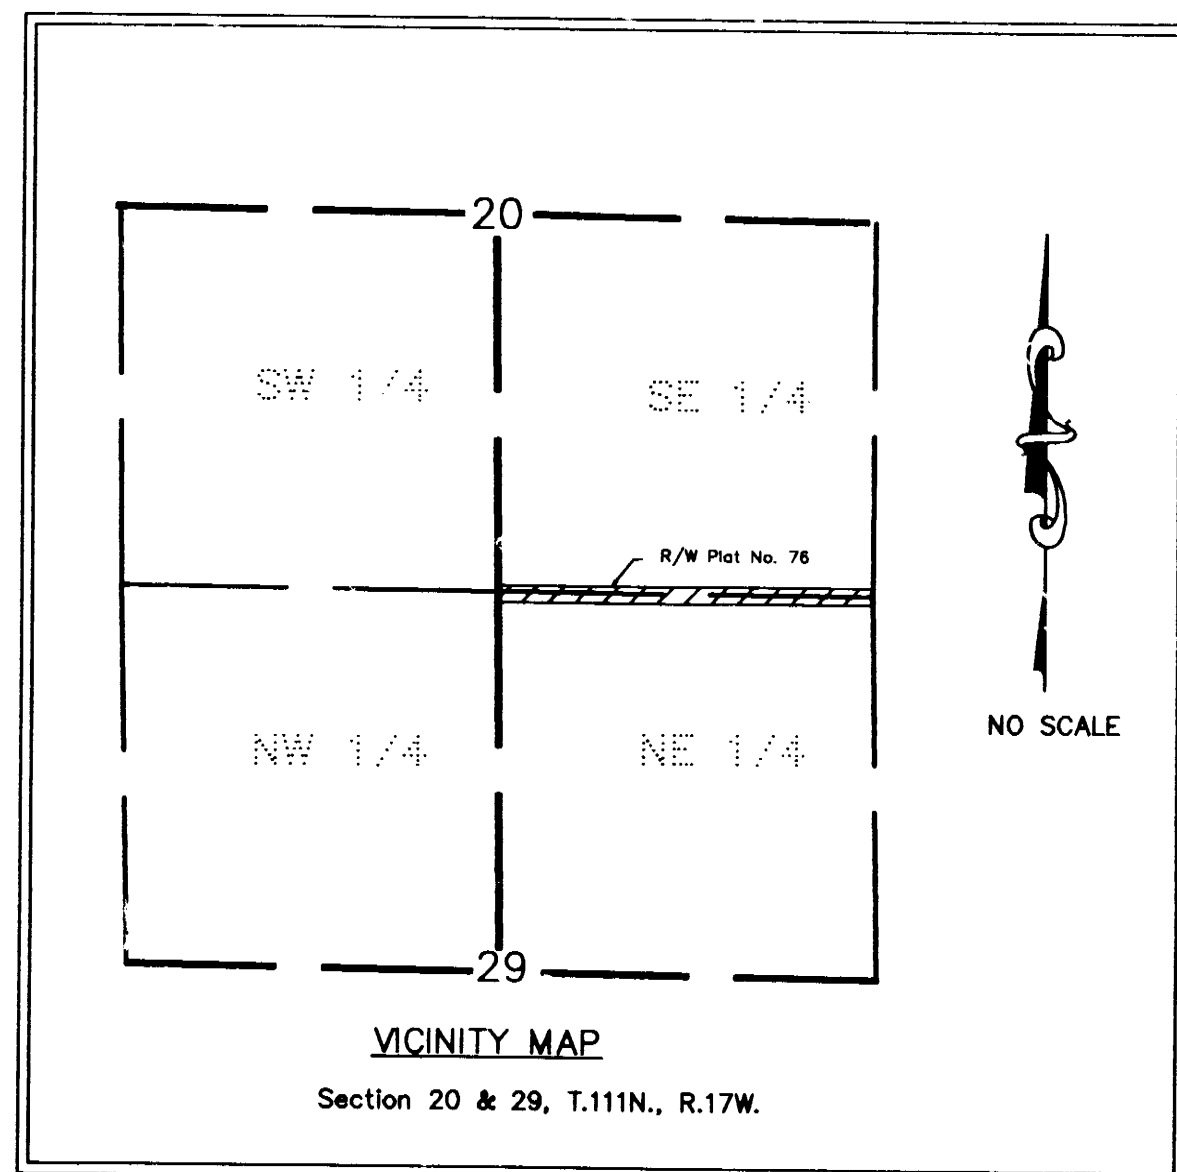 20
SW 1/4
SE 1/4
R/W Plat No. 76
NO SCALE
NW 1/4
NE 1/4
29
VICINITY MAP
Section 20 & 29, T.111N., R.17W.